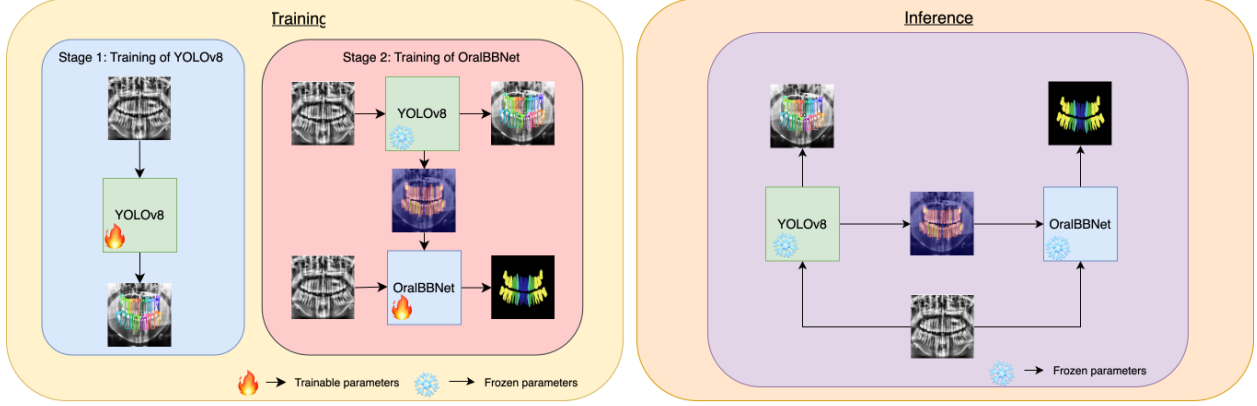 Training
Stage 1: Training of YOLOv8
YOLOv8
Stage 2: Training of OralBBNet
YOLOv8
OralBBNet
Trainable parameters
Frozen parameters
Inference
YOLOv8
OralBBNet
Frozen parameters